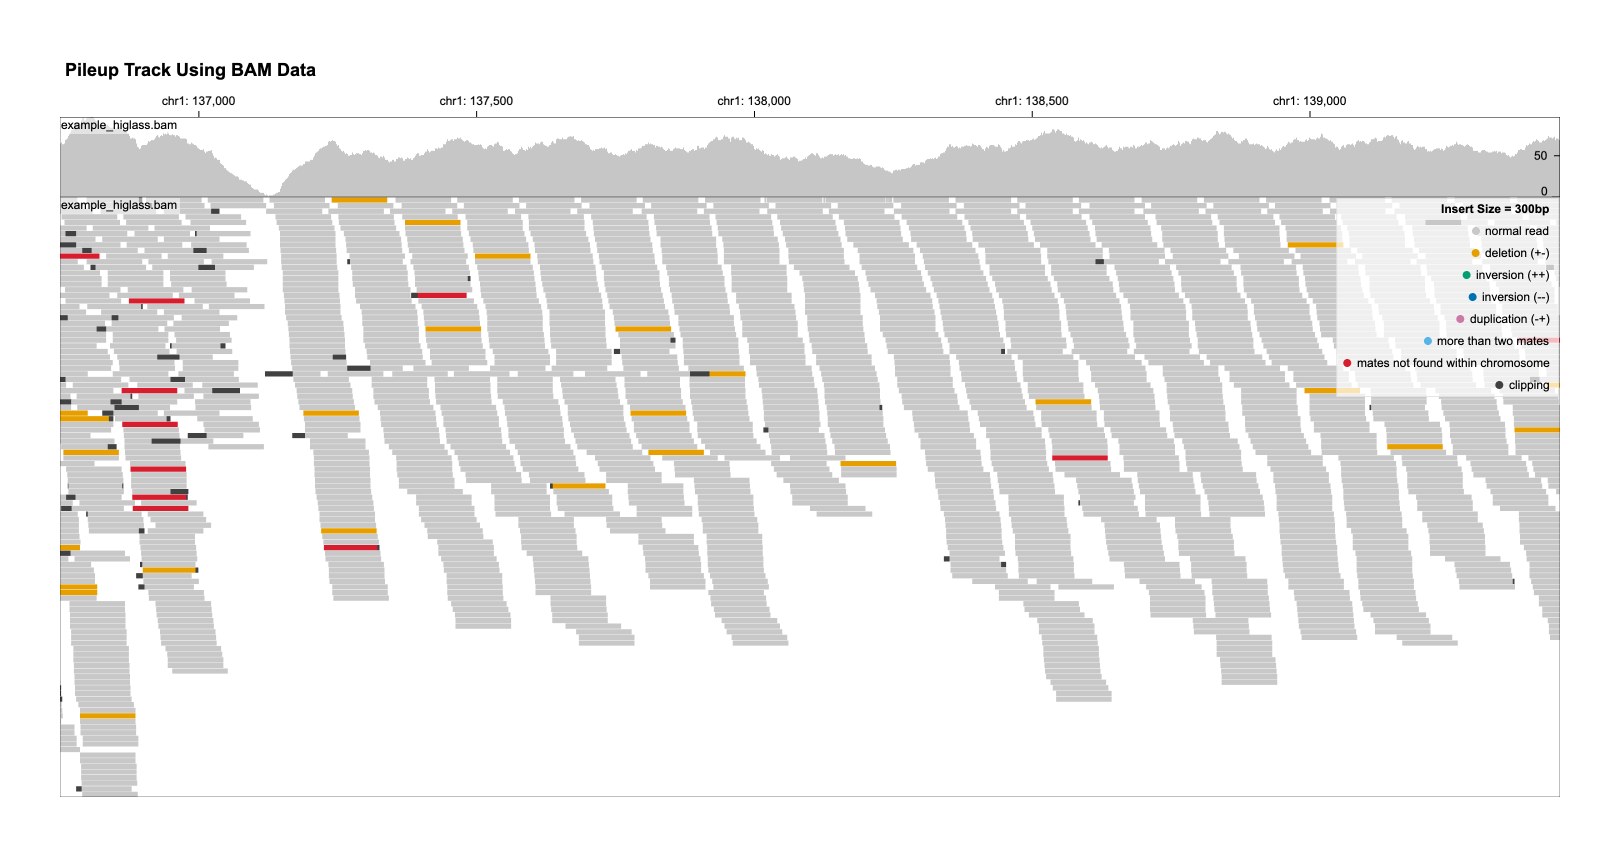 Pileup Track Using BAM Data
chr1: 137,000 chr1: 137,500 chr1: 138,000 chr1: 138,500 chr1: 139,000
example_higlass.bam
50
0
example_higlass.bam
Insert Size = 300bp
normal read
deletion (+-)
inversion (++)
inversion (--)
duplication (-+)
more than two mates
mates not found within chromosome
clipping